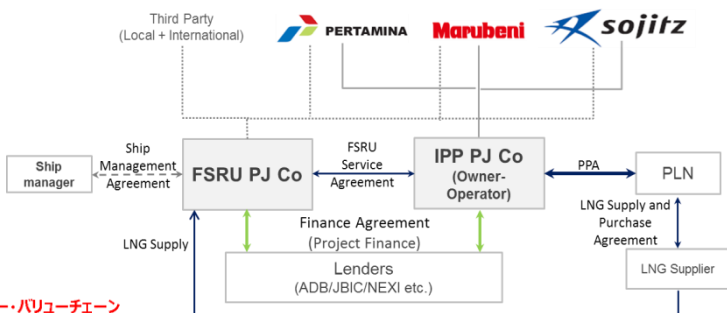 Third Party
(Local + International)
PERTAMINA
Marubeni
sojitz
Ship
Management
Agreement
FSRU
Service
Agreement
Ship
manager
FSRU PJ Co
IPP PJ Co
(Owner-
Operator)
PPA
PLN
LNG Supply
Finance Agreement
(Project Finance)
LNG Supply and
Purchase
Agreement
Lenders
(ADB/JBIC/NEXI etc.)
LNG Supplier
ー・バリューチェーン